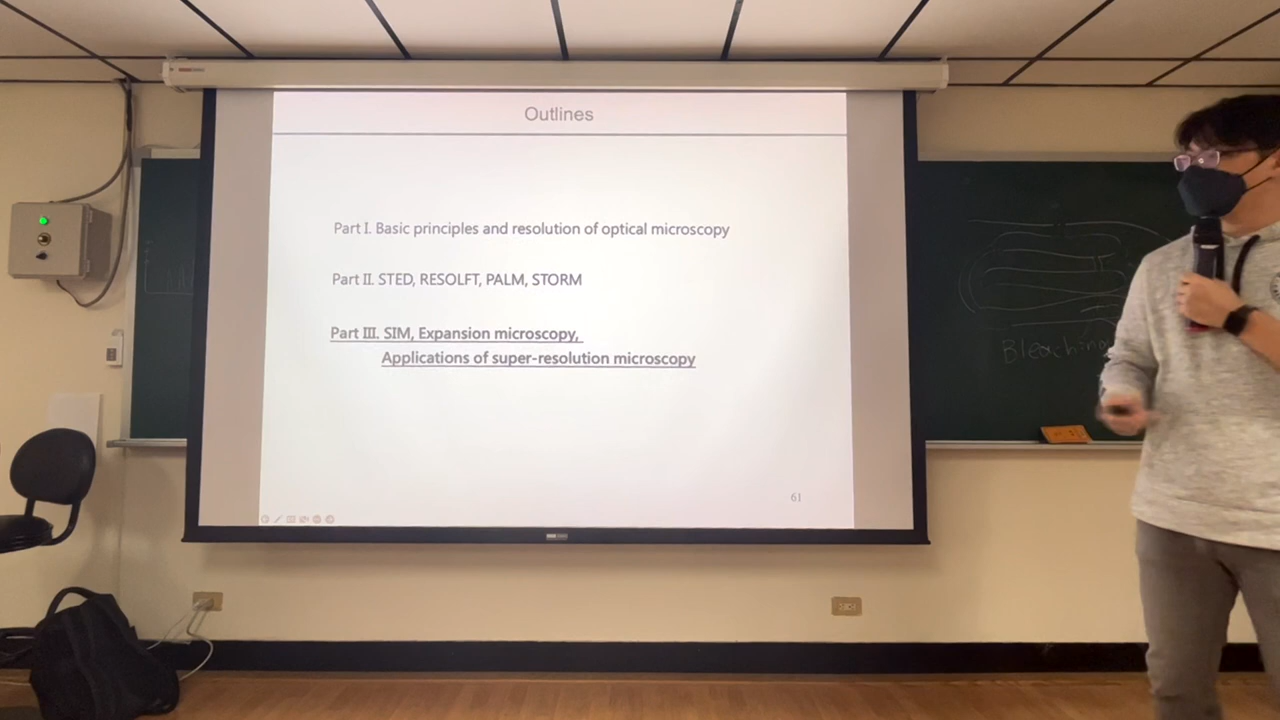 Outlines
Part I. Basic principles and resolution of optical microscopy
Part II. STED, RESOLFT, PALM, STORM
Part III. SIM, Expansion microscopy,
Applications of super-resolution microscopy
61
Bleaching